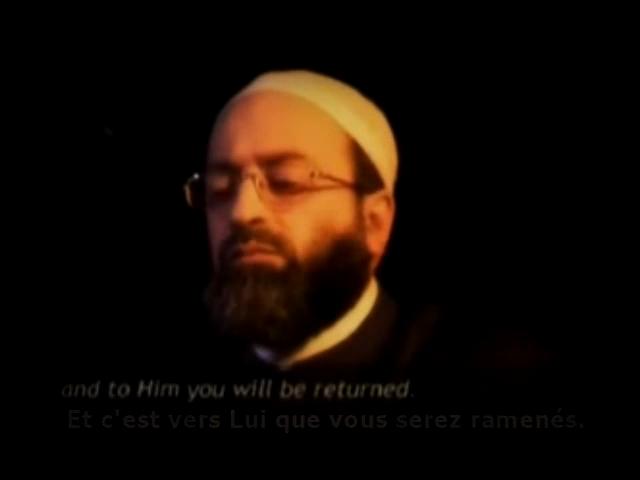 and to Him you will be returned.
Et c'est vers Lui que vous serez ramenés.